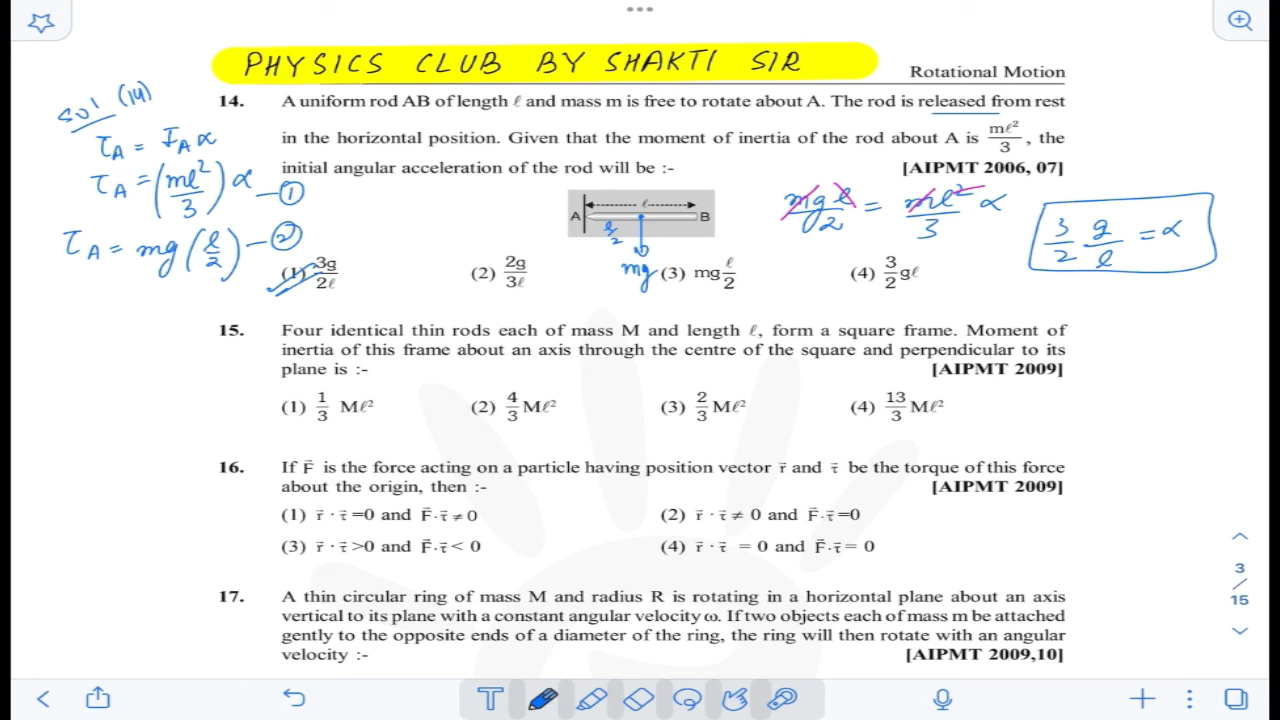 PHYSICS CLUB BY SHAKTI SIR
Rotational Motion
Sol (14)
τ_A = I_A α
τ_A = (mℓ²/3) α —①
τ_A = mg (ℓ/2) —②
14. A uniform rod AB of length ℓ and mass m is free to rotate about A. The rod is released from rest
in the horizontal position. Given that the moment of inertia of the rod about A is mℓ²/3, the
initial angular acceleration of the rod will be :- [AIPMT 2006, 07]
A ℓ B
ℓ/2
mg
mgℓ/2 = mℓ²/3 α
3/2 g/ℓ = α
(1) 3g/2ℓ (2) 2g/3ℓ (3) mg ℓ/2 (4) 3/2 gℓ
15. Four identical thin rods each of mass M and length ℓ, form a square frame. Moment of
inertia of this frame about an axis through the centre of the square and perpendicular to its
plane is :- [AIPMT 2009]
(1) 1/3 Mℓ² (2) 4/3 Mℓ² (3) 2/3 Mℓ² (4) 13/3 Mℓ²
16. If F⃗ is the force acting on a particle having position vector r⃗ and τ⃗ be the torque of this force
about the origin, then :- [AIPMT 2009]
(1) r⃗ · τ⃗ =0 and F⃗.τ⃗ ≠ 0 (2) r⃗ · τ⃗ ≠ 0 and F⃗.τ⃗ =0
(3) r⃗ · τ⃗ >0 and F⃗.τ⃗ < 0 (4) r⃗ · τ⃗ = 0 and F⃗.τ⃗ = 0
17. A thin circular ring of mass M and radius R is rotating in a horizontal plane about an axis
vertical to its plane with a constant angular velocity ω. If two objects each of mass m be attached
gently to the opposite ends of a diameter of the ring, the ring will then rotate with an angular
velocity :- [AIPMT 2009,10]
3
/
15
T